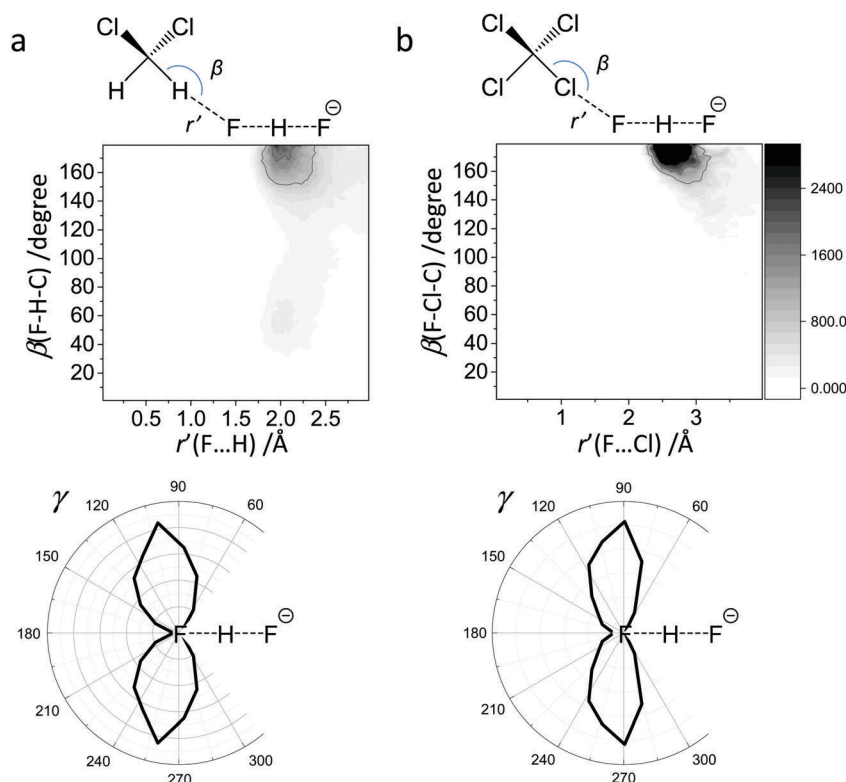 a
Cl Cl
H H
β
r'
F H F ⊖
160
140
120
100
80
60
40
20
β(F-H-C) /degree
0.5 1.0 1.5 2.0 2.5
r'(F...H) /Å
b
Cl Cl
Cl Cl
β
r'
F H F ⊖
160
140
120
100
80
60
40
20
β(F-Cl-C) /degree
1 2 3
r'(F...Cl) /Å
2400
1600
800.0
0.000
γ
90
120 60
150
180 F H F ⊖
210
240 300
270
γ
90
120 60
150
180 F H F ⊖
210
240 300
270